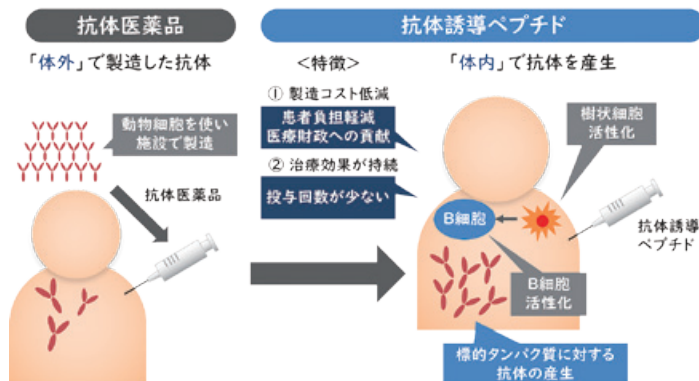 抗体医薬品
「体外」で製造した抗体
動物細胞を使い
施設で製造
抗体医薬品
抗体誘導ペプチド
＜特徴＞
① 製造コスト低減
患者負担軽減
医療財政への貢献
② 治療効果が持続
投与回数が少ない
「体内」で抗体を産生
樹状細胞
活性化
B細胞
抗体誘導
ペプチド
B細胞
活性化
標的タンパク質に対する
抗体の産生